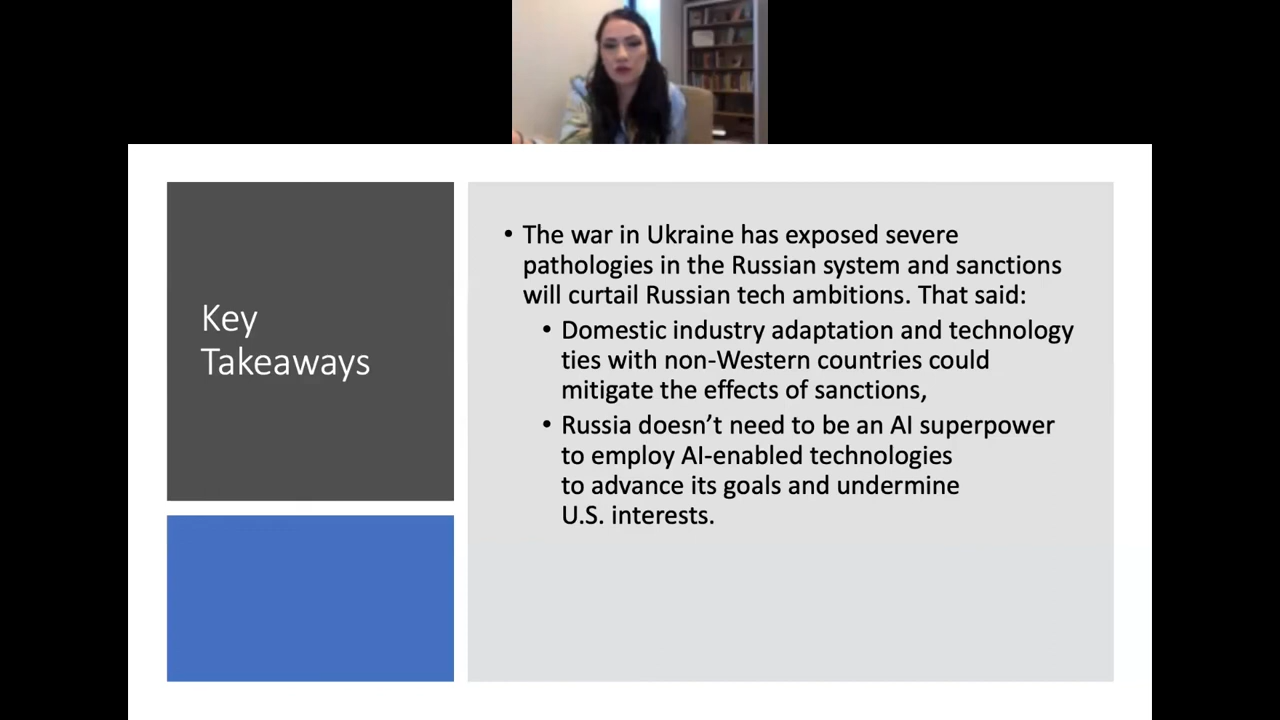 Key
Takeaways
• The war in Ukraine has exposed severe
pathologies in the Russian system and sanctions
will curtail Russian tech ambitions. That said:
• Domestic industry adaptation and technology
ties with non-Western countries could
mitigate the effects of sanctions,
• Russia doesn’t need to be an AI superpower
to employ AI-enabled technologies
to advance its goals and undermine
U.S. interests.